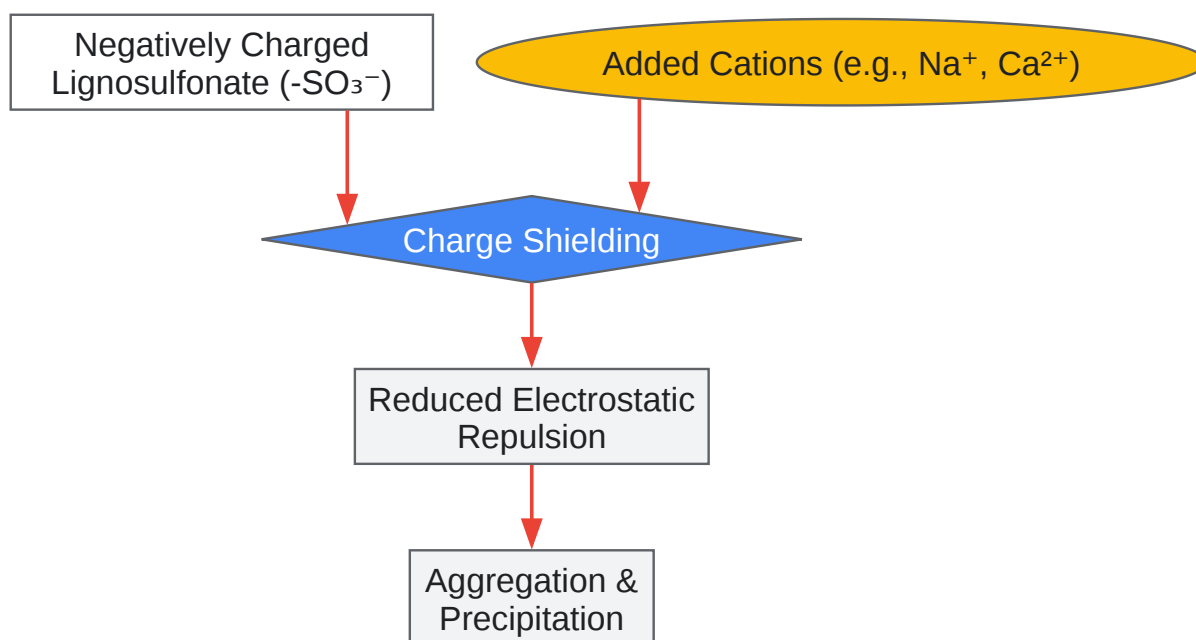 Negatively Charged
Lignosulfonate (-SO₃⁻)
Added Cations (e.g., Na⁺, Ca²⁺)
Charge Shielding
Reduced Electrostatic
Repulsion
Aggregation &
Precipitation